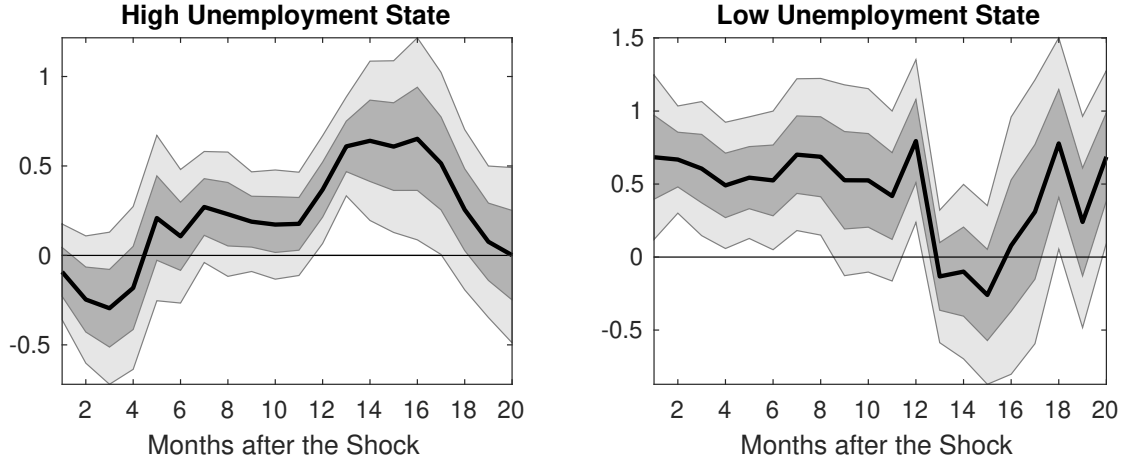 High Unemployment State
1
0.5
0
-0.5
2 4 6 8 10 12 14 16 18 20
Months after the Shock
Low Unemployment State
1.5
1
0.5
0
-0.5
2 4 6 8 10 12 14 16 18 20
Months after the Shock